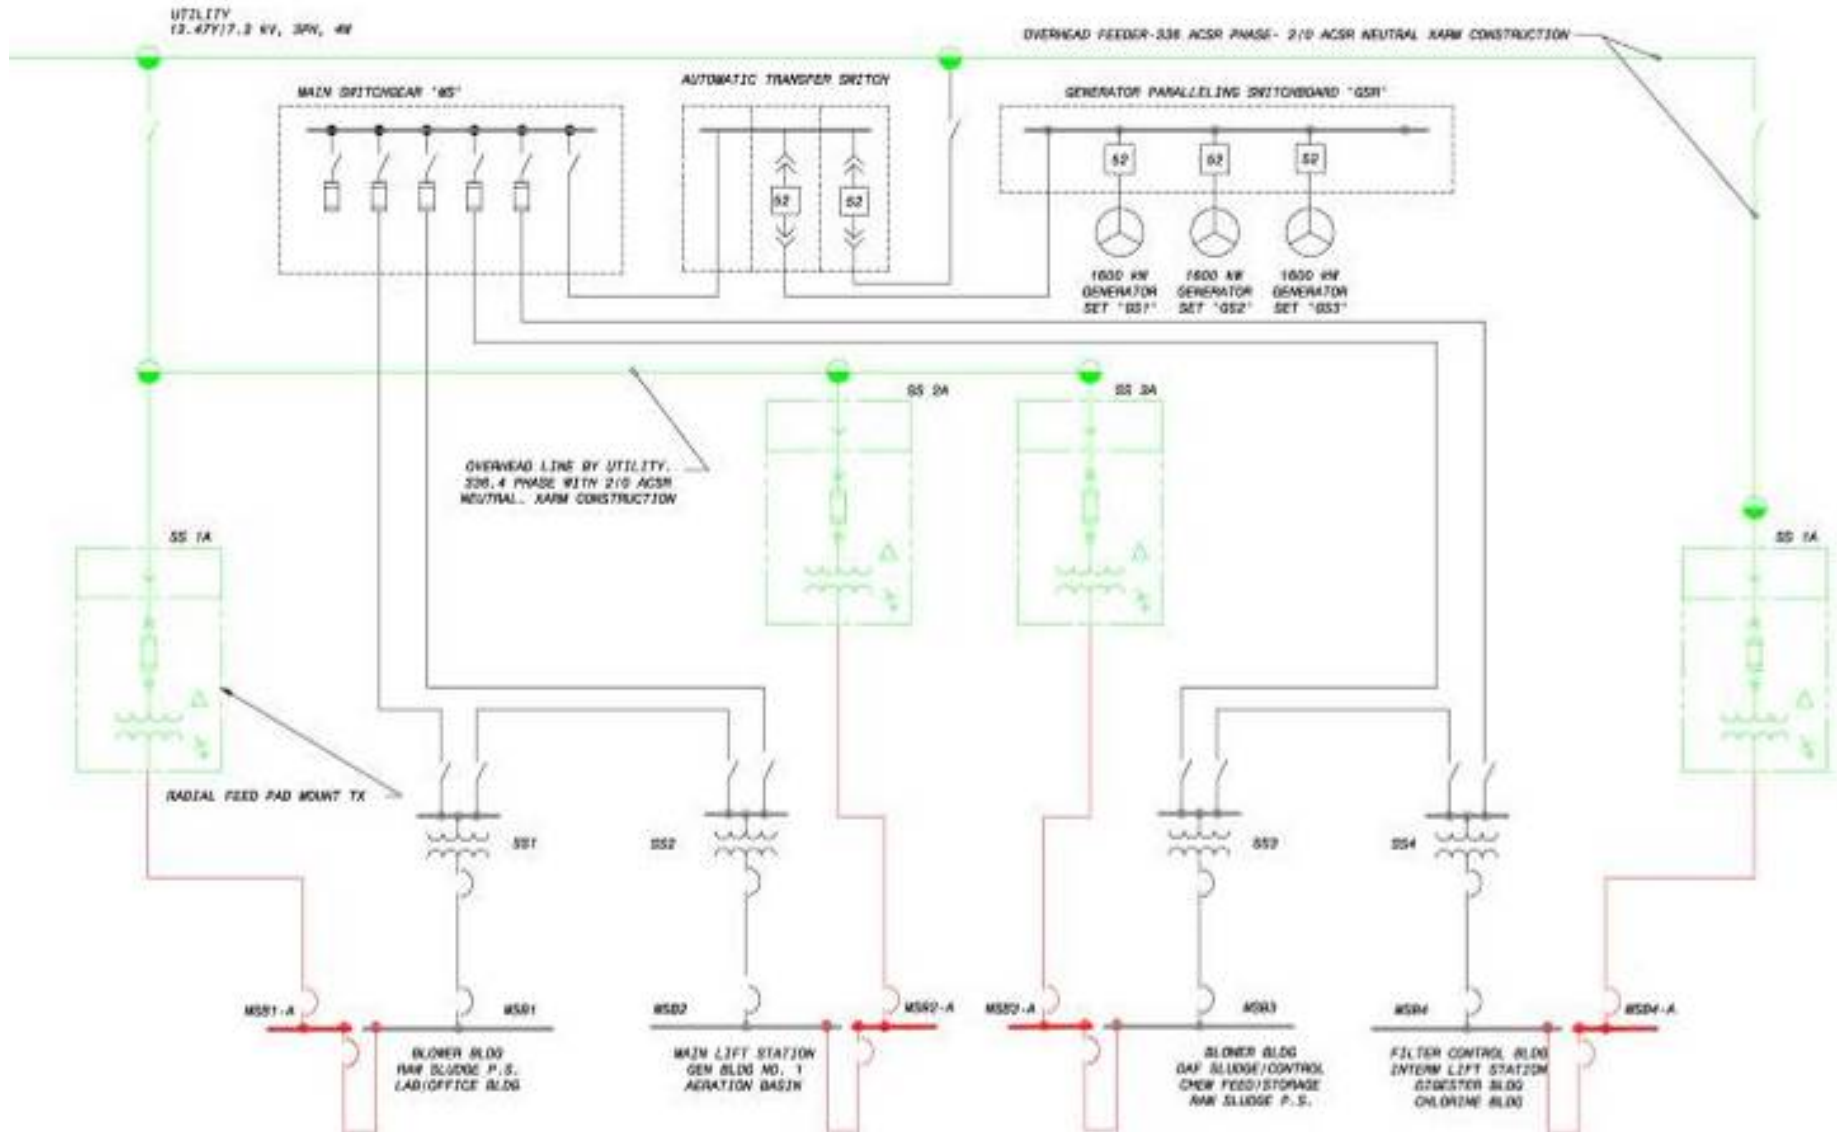 UTILITY
12.47Y/7.2 kV, 3PH, 4W
OVERHEAD FEEDER-336 ACSR PHASE- 2/0 ACSR NEUTRAL XARM CONSTRUCTION
MAIN SWITCHGEAR "MS"
AUTOMATIC TRANSFER SWITCH
GENERATOR PARALLELING SWITCHBOARD
52
52
52
52
52
1600 KW
GENERATOR
SET "GS1"
1600 KW
GENERATOR
SET "GS2"
1600 KW
GENERATOR
SET "GS3"
SS 2A
SS 3A
OVERHEAD LINE BY UTILITY.
336.4 PHASE WITH 2/0 ACSR
NEUTRAL. XARM CONSTRUCTION
SS 1A
SS 1A
RADIAL FEED PAD MOUNT TX
SS1
SS2
SS3
SS4
MSB1-A
MSB1
MSB2
MSB2-A
MSB3-A
MSB3
MSB4
MSB4-A
BLOWER BLDG
RAW SLUDGE P.S.
LAB/OFFICE BLDG
MAIN LIFT STATION
GEN BLDG NO. 1
AERATION BASIN
BLOWER BLDG
DAF SLUDGE/CONTROL
CHEM FEED/STORAGE
RAW SLUDGE P.S.
FILTER CONTROL BLDG
INTERM LIFT STATION
DIGESTER BLDG
CHLORINE BLDG